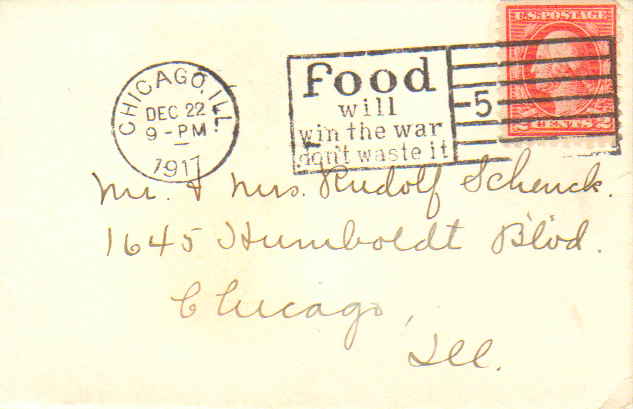 U.S. POSTAGE
2 CENTS 2
CHICAGO, ILL.
DEC 22
9 - PM
1917
food
will
win the war
don't waste it
5
Mr. & Mrs. Rudolf Schenck.
1645 Humboldt Blvd.
Chicago,
Ill.